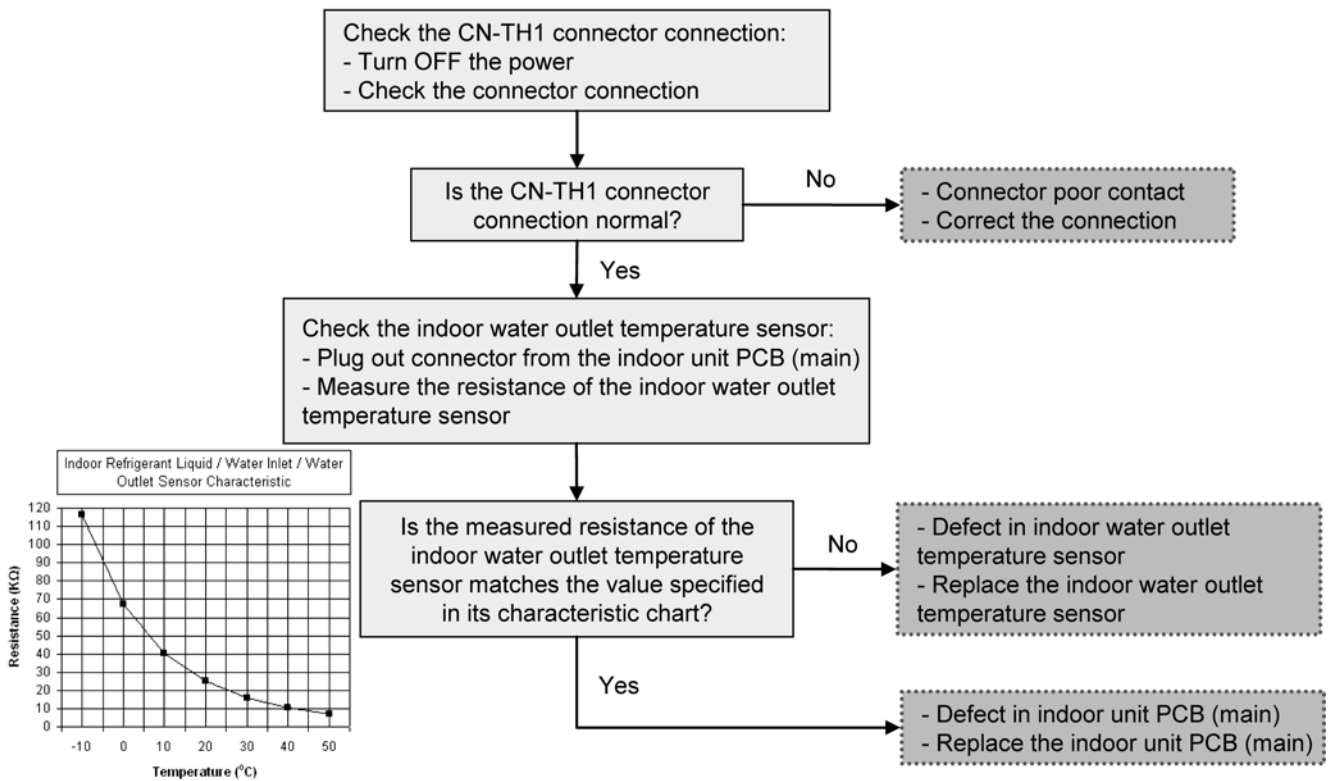 Check the CN-TH1 connector connection:
- Turn OFF the power
- Check the connector connection
Is the CN-TH1 connector
connection normal?
No
- Connector poor contact
- Correct the connection
Yes
Check the indoor water outlet temperature sensor:
- Plug out connector from the indoor unit PCB (main)
- Measure the resistance of the indoor water outlet
temperature sensor
Indoor Refrigerant Liquid / Water Inlet / Water
Outlet Sensor Characteristic
Resistance (KΩ)
120
110
100
90
80
70
60
50
40
30
20
10
0
-10 0 10 20 30 40 50
Temperature (⁰C)
Is the measured resistance of the
indoor water outlet temperature
sensor matches the value specified
in its characteristic chart?
No
- Defect in indoor water outlet
temperature sensor
- Replace the indoor water outlet
temperature sensor
Yes
- Defect in indoor unit PCB (main)
- Replace the indoor unit PCB (main)